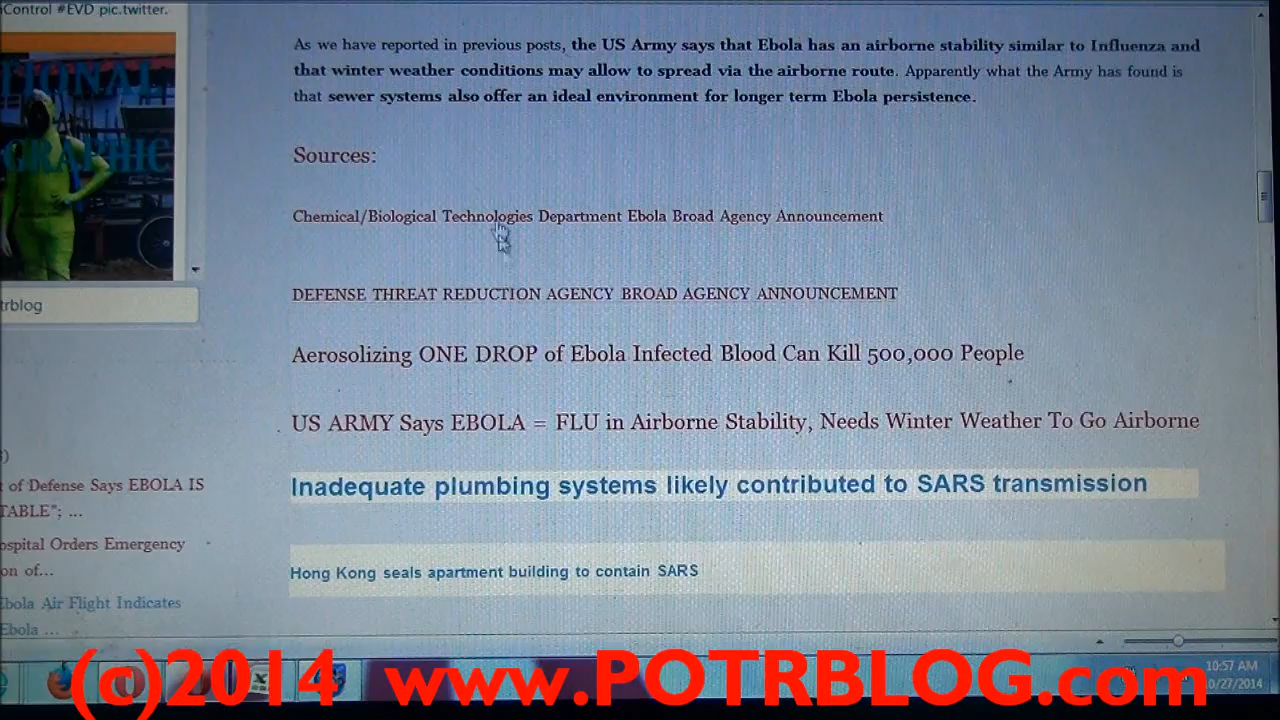 Control #EVD pic.twitter.
As we have reported in previous posts, the US Army says that Ebola has an airborne stability similar to Influenza and
that winter weather conditions may allow to spread via the airborne route. Apparently what the Army has found is
that sewer systems also offer an ideal environment for longer term Ebola persistence.
Sources:
Chemical/Biological Technologies Department Ebola Broad Agency Announcement
trblog
DEFENSE THREAT REDUCTION AGENCY BROAD AGENCY ANNOUNCEMENT
Aerosolizing ONE DROP of Ebola Infected Blood Can Kill 500,000 People
US ARMY Says EBOLA = FLU in Airborne Stability, Needs Winter Weather To Go Airborne
of Defense Says EBOLA IS
TABLE"; ...
Inadequate plumbing systems likely contributed to SARS transmission
ospital Orders Emergency
on of...
Hong Kong seals apartment building to contain SARS
Ebola Air Flight Indicates
Ebola ...
10:57 AM
10/27/2014
(c)2014 www.POTRBLOG.com